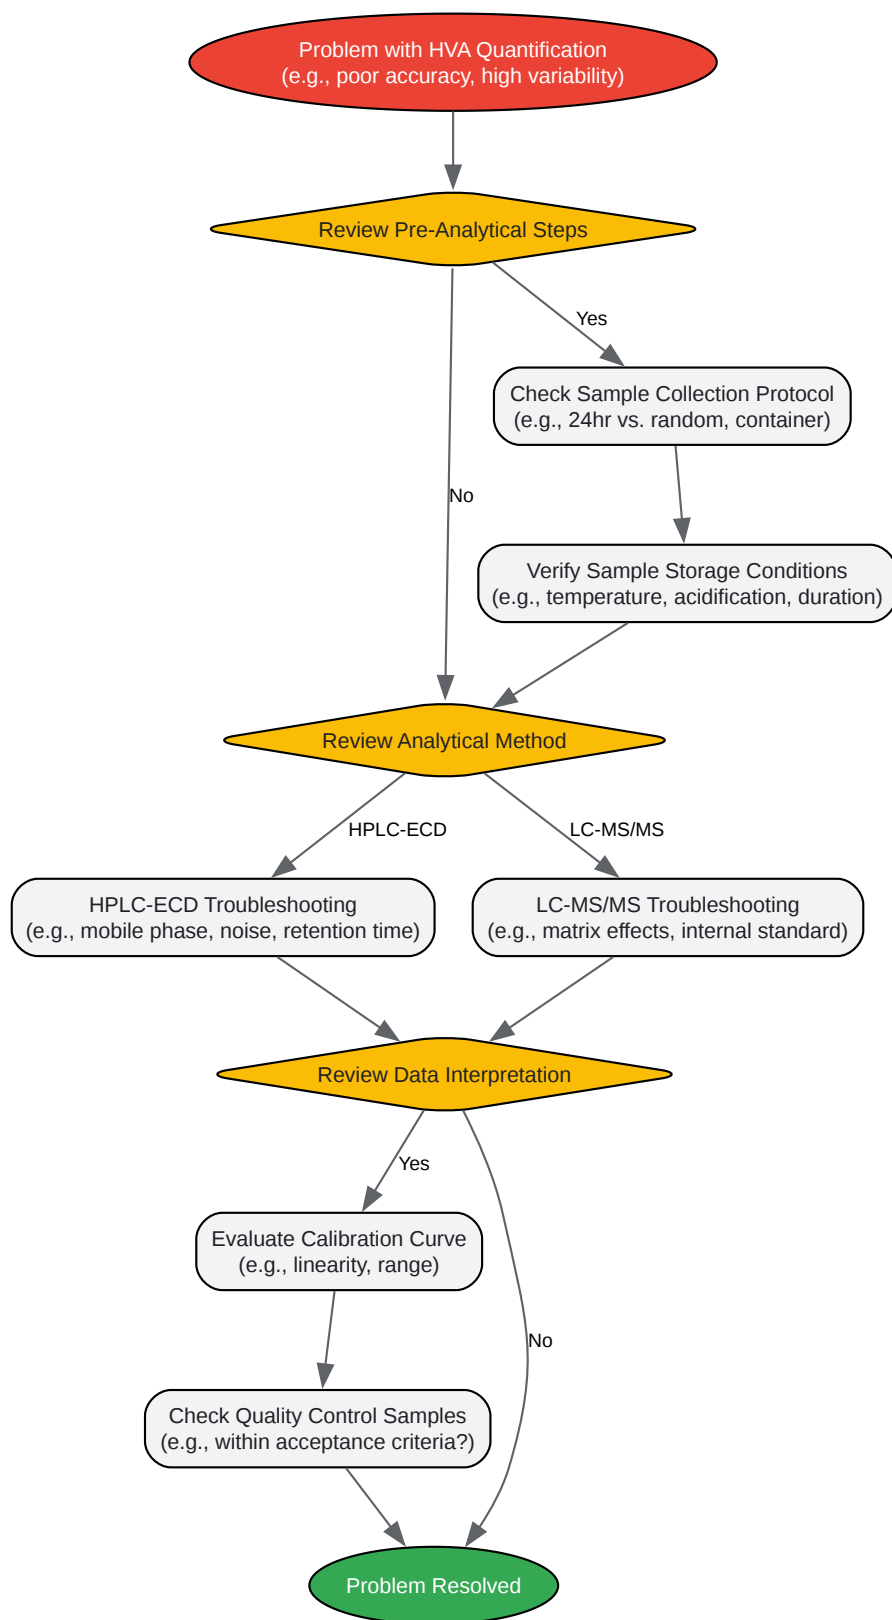 Problem with HVA Quantification
(e.g., poor accuracy, high variability)
Review Pre-Analytical Steps
Yes
Check Sample Collection Protocol
(e.g., 24hr vs. random, container)
No
Verify Sample Storage Conditions
(e.g., temperature, acidification, duration)
Review Analytical Method
HPLC-ECD
LC-MS/MS
HPLC-ECD Troubleshooting
(e.g., mobile phase, noise, retention time)
LC-MS/MS Troubleshooting
(e.g., matrix effects, internal standard)
Review Data Interpretation
Yes
Evaluate Calibration Curve
(e.g., linearity, range)
No
Check Quality Control Samples
(e.g., within acceptance criteria?)
Problem Resolved